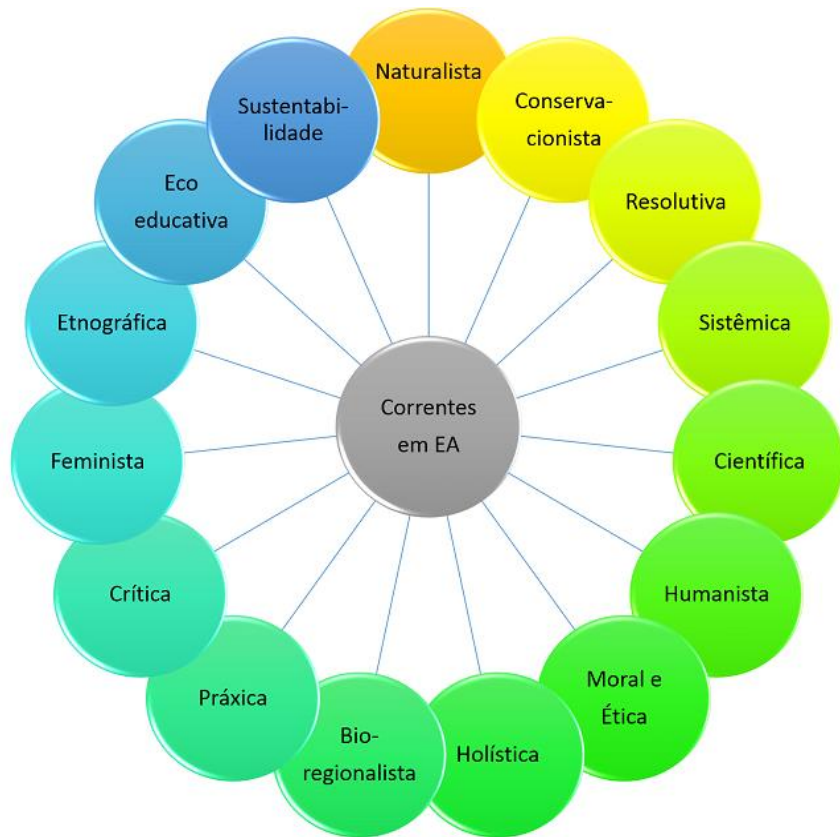 Naturalista
Conserva-
cionista
Resolutiva
Sistêmica
Científica
Humanista
Moral e
Ética
Holística
Bio-
regionalista
Práxica
Crítica
Feminista
Etnográfica
Eco
educativa
Sustentabi-
lidade
Correntes
em EA